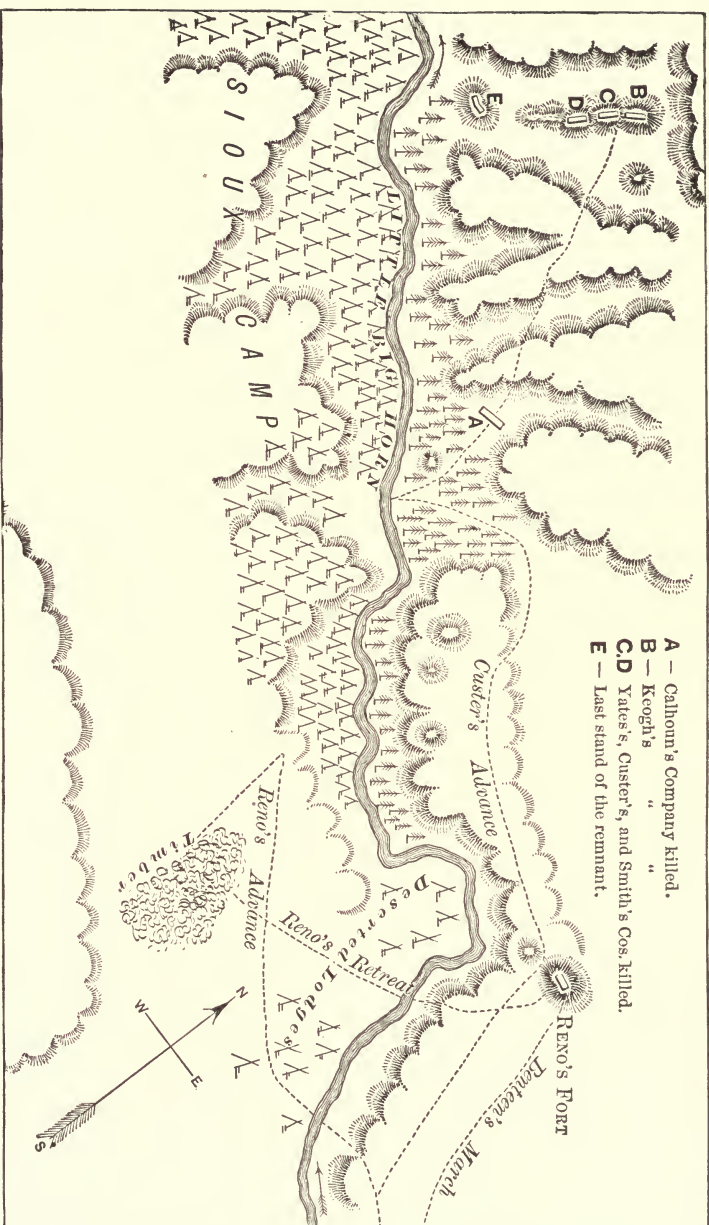 A — Calhoun's Company killed.
B — Keogh's " "
C.D Yates's, Custer's, and Smith's Cos. killed.
E — Last stand of the remnant.
B
C
D
E
A
SIOUX CAMP
LITTLE BIG HORN
Custer's Advance
RENO'S FORT
Benteen's March
Deserted Lodges
Reno's Retreat
Reno's Advance
Timber
N
W
E
S